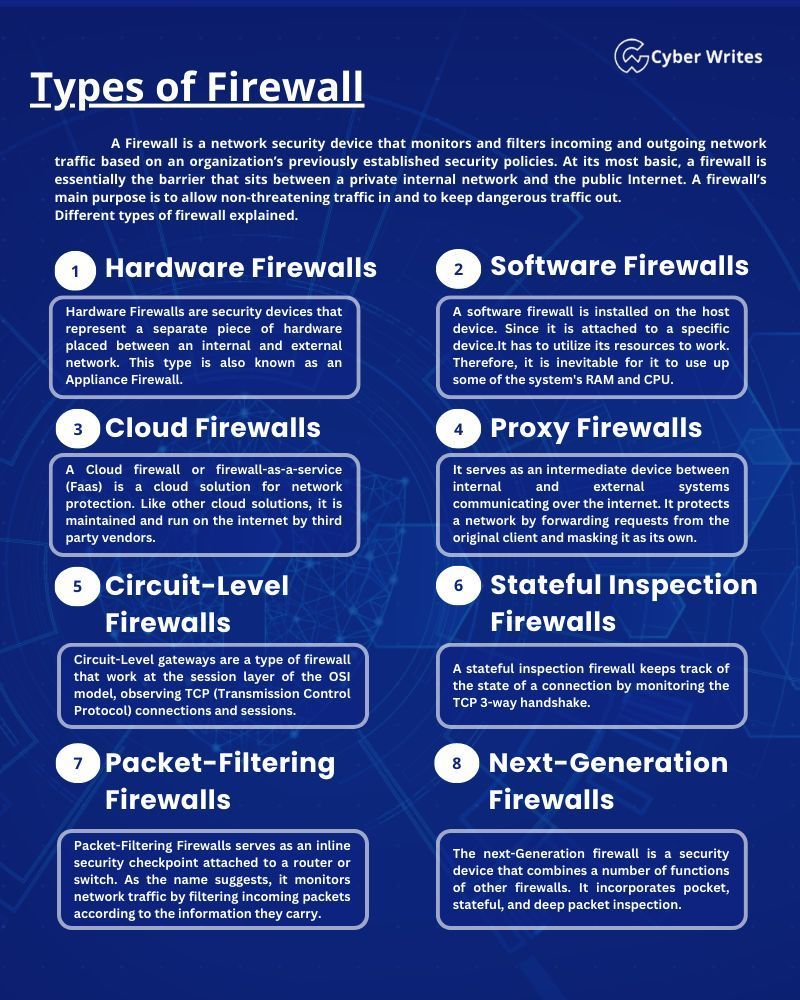 Cyber Writes
Types of Firewall
A Firewall is a network security device that monitors and filters incoming and outgoing network
traffic based on an organization's previously established security policies. At its most basic, a firewall is
essentially the barrier that sits between a private internal network and the public Internet. A firewall's
main purpose is to allow non-threatening traffic in and to keep dangerous traffic out.
Different types of firewall explained.
1 Hardware Firewalls
Hardware Firewalls are security devices that
represent a separate piece of hardware
placed between an internal and external
network. This type is also known as an
Appliance Firewall.
2 Software Firewalls
A software firewall is installed on the host
device. Since it is attached to a specific
device.It has to utilize its resources to work.
Therefore, it is inevitable for it to use up
some of the system's RAM and CPU.
3 Cloud Firewalls
A Cloud firewall or firewall-as-a-service
(Faas) is a cloud solution for network
protection. Like other cloud solutions, it is
maintained and run on the internet by third
party vendors.
4 Proxy Firewalls
It serves as an intermediate device between
internal and external systems
communicating over the internet. It protects
a network by forwarding requests from the
original client and masking it as its own.
5 Circuit-Level
Firewalls
Circuit-Level gateways are a type of firewall
that work at the session layer of the OSI
model, observing TCP (Transmission Control
Protocol) connections and sessions.
6 Stateful Inspection
Firewalls
A stateful inspection firewall keeps track of
the state of a connection by monitoring the
TCP 3-way handshake.
7 Packet-Filtering
Firewalls
Packet-Filtering Firewalls serves as an inline
security checkpoint attached to a router or
switch. As the name suggests, it monitors
network traffic by filtering incoming packets
according to the information they carry.
8 Next-Generation
Firewalls
The next-Generation firewall is a security
device that combines a number of functions
of other firewalls. It incorporates pocket,
stateful, and deep packet inspection.